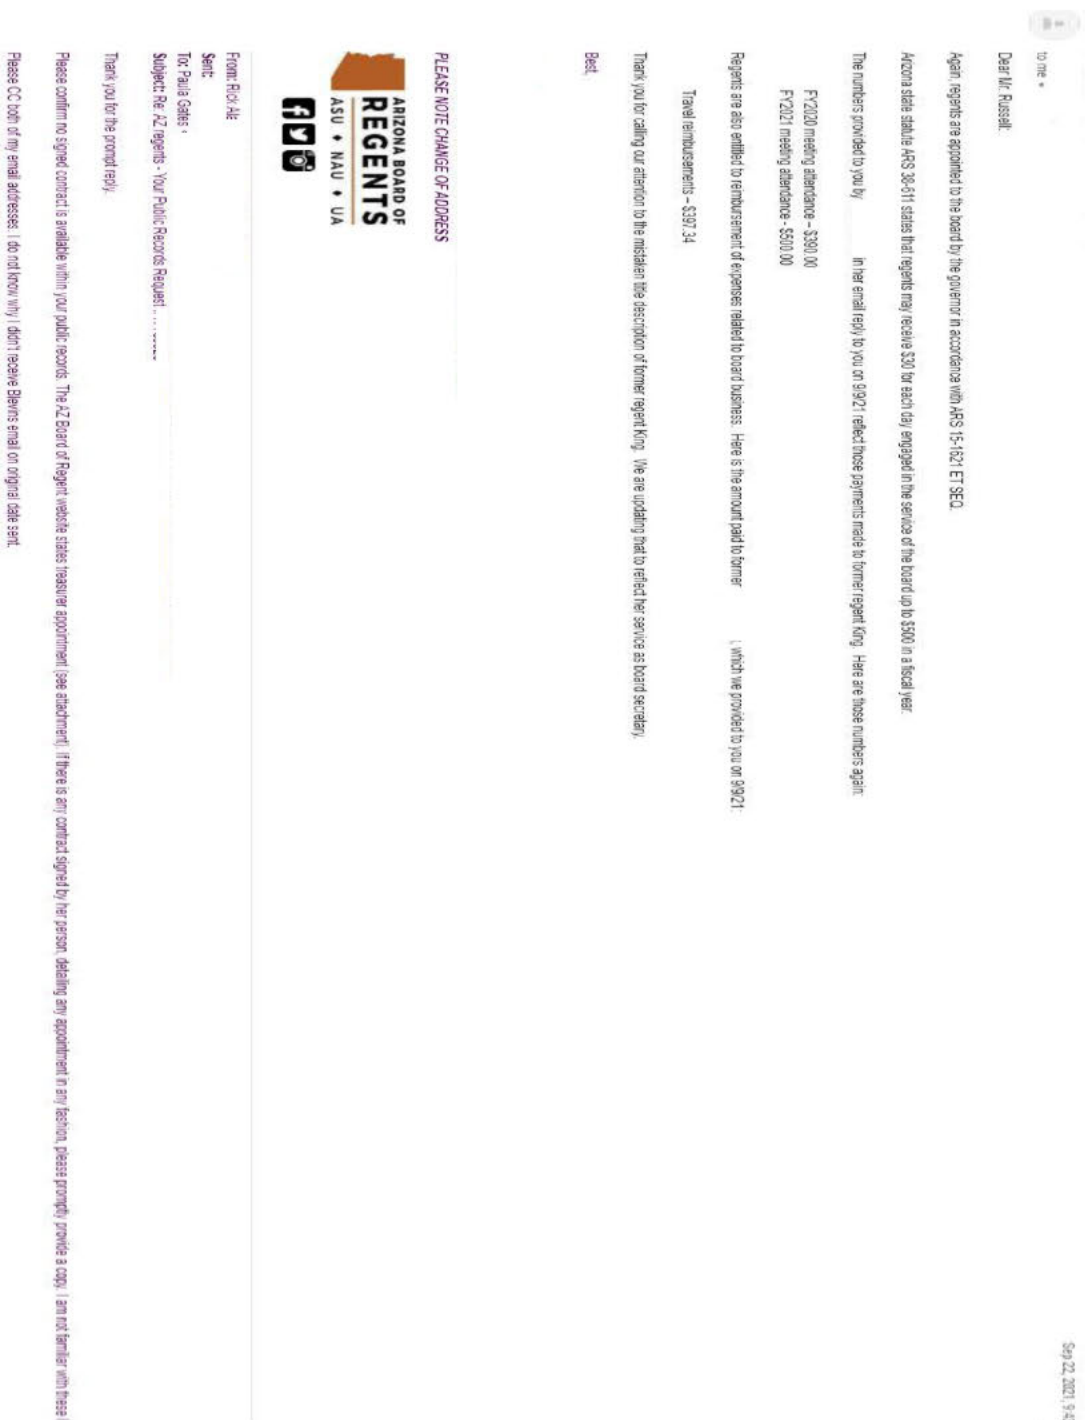 Sep 22, 2021, 9:4
to me
Dear Mr. Russell:
Again, regents are appointed to the board by the governor in accordance with ARS 15-1621 ET SEQ.
Arizona state statute ARS 38-611 states that regents may receive $30 for each day engaged in the service of the board up to $500 in a fiscal year.
The numbers provided to you by in her email reply to you on 9/9/21 reflect those payments made to former regent King. Here are those numbers again:
FY2020 meeting attendance – $390.00
FY2021 meeting attendance - $500.00
Regents are also entitled to reimbursement of expenses related to board business. Here is the amount paid to former , which we provided to you on 9/9/21:
Travel reimbursements – $397.34
Thank you for calling our attention to the mistaken title description of former regent King. We are updating that to reflect her service as board secretary.
Best,
PLEASE NOTE CHANGE OF ADDRESS
ARIZONA BOARD OF
REGENTS
ASU • NAU • UA
From: Rick Ale
Sent:
To: Paula Gates <
Subject: Re: AZ regents - Your Public Records Request
Thank you for the prompt reply.
Please confirm no signed contract is available within your public records. The AZ Board of Regent website states treasurer appointment (see attachment). If there is any contract signed by her person, detailing any appointment in any fashion, please promptly provide a copy. I am not familiar with these
Please CC both of my email addresses. I do not know why I didn't receive Blevins email on original date sent.